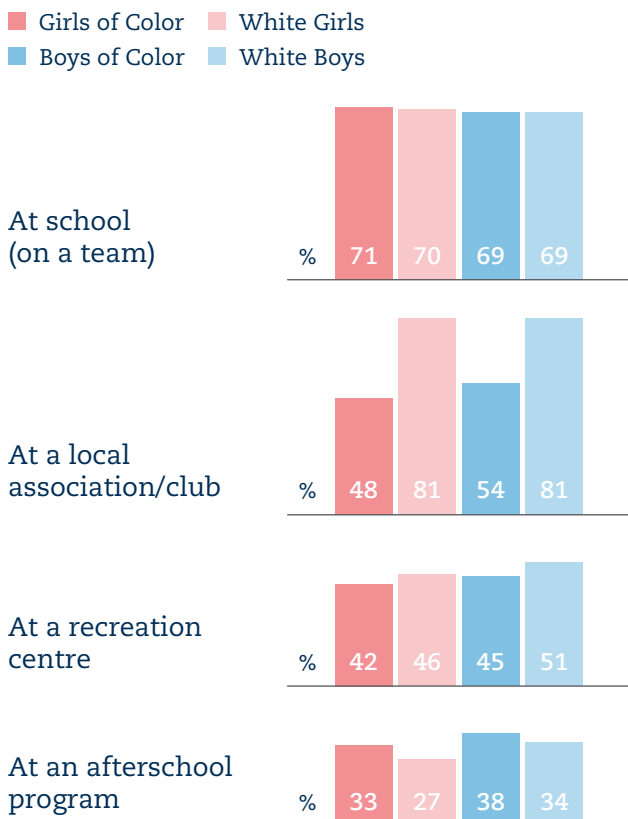 Girls of Color White Girls
Boys of Color White Boys
At school
(on a team)
% 71 70 69 69
At a local
association/club
% 48 81 54 81
At a recreation
centre
% 42 46 45 51
At an afterschool
program
% 33 27 38 34